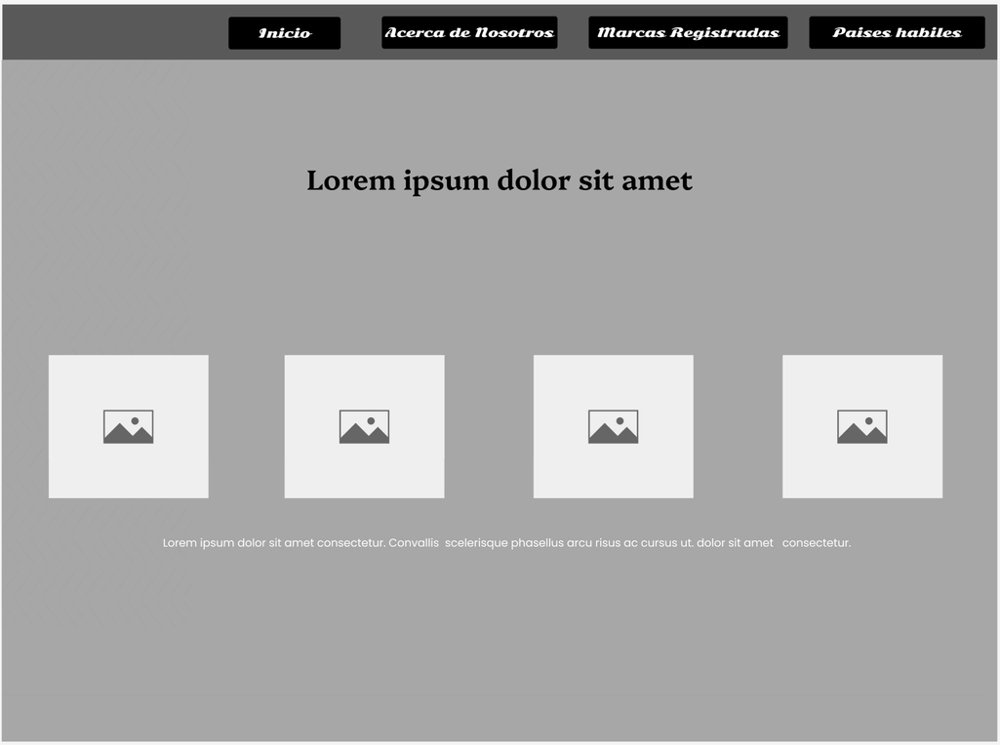 Inicio
Acerca de Nosotros
Marcas Registradas
Paises habiles
Lorem ipsum dolor sit amet
Lorem ipsum dolor sit amet consectetur. Convallis scelerisque phasellus arcu risus ac cursus ut. dolor sit amet consectetur.